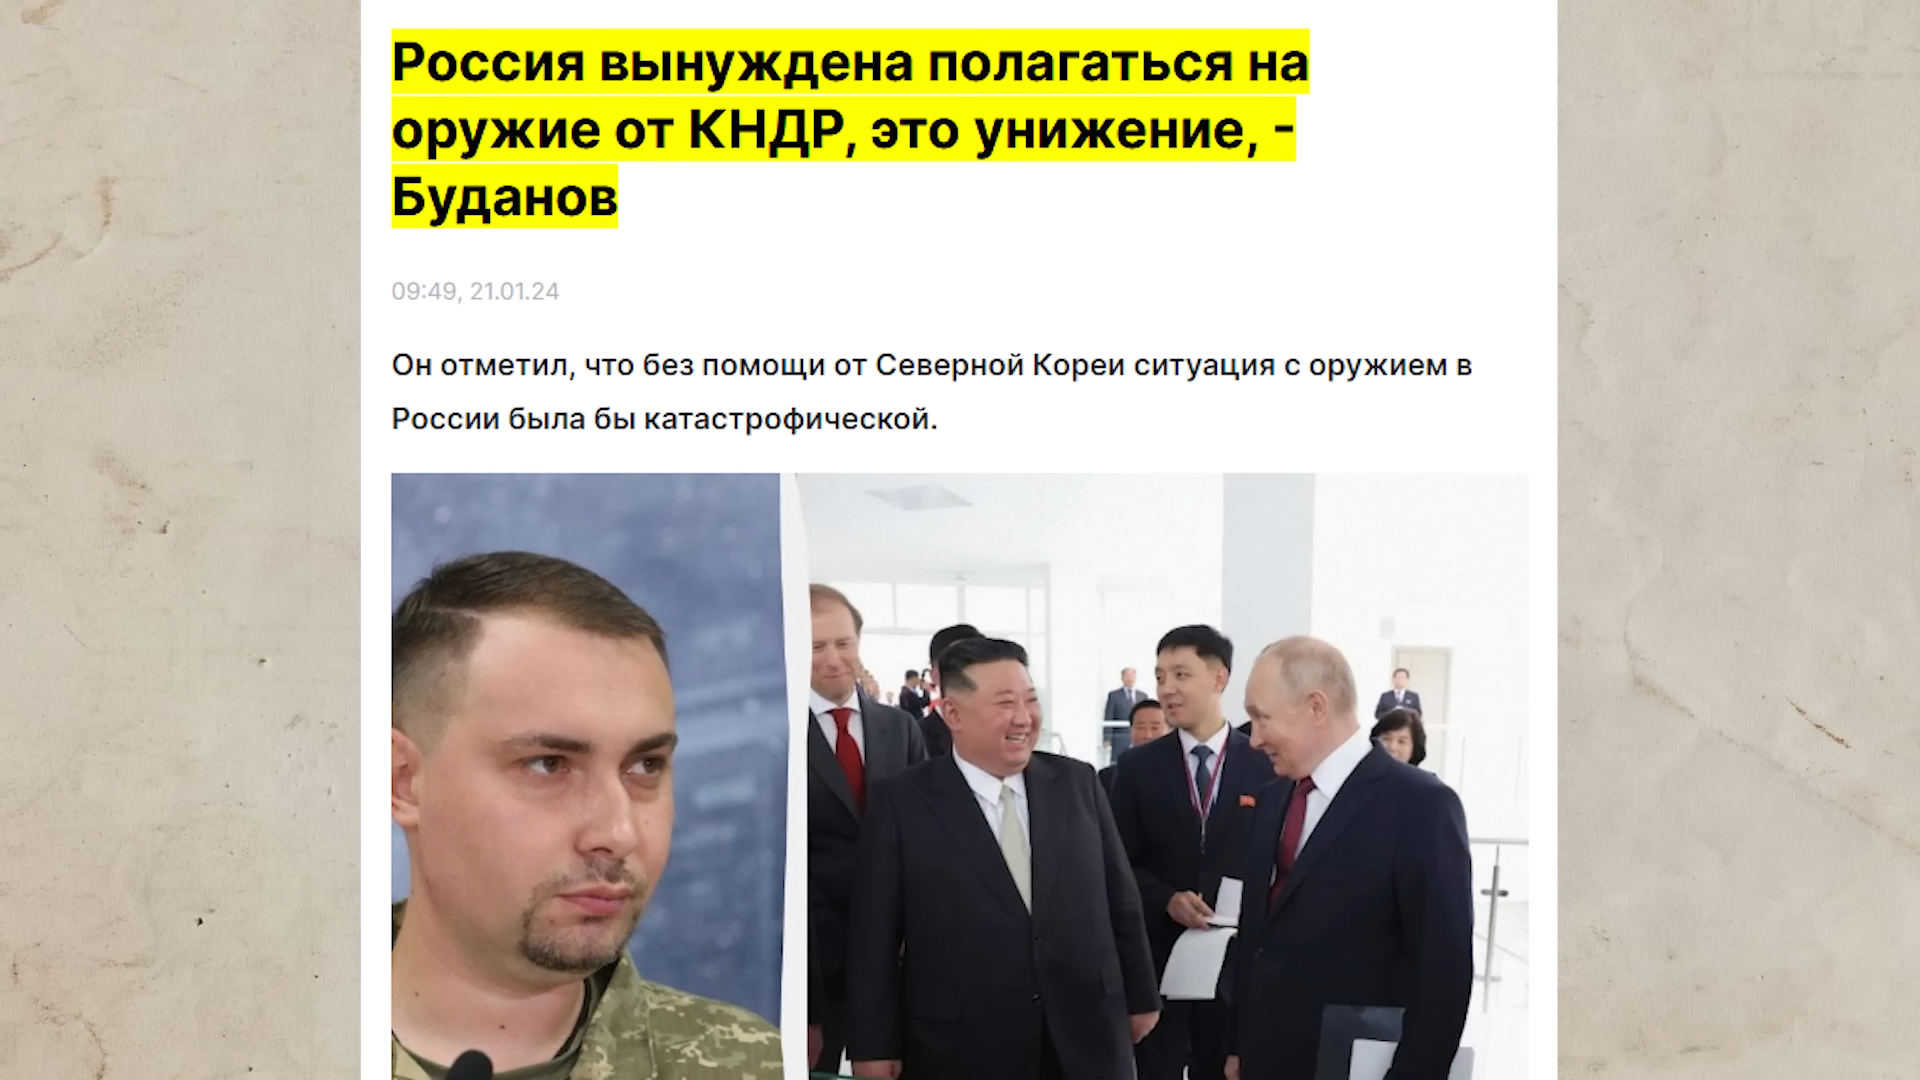 Россия вынуждена полагаться на
оружие от КНДР, это унижение, -
Буданов
09:49, 21.01.24
Он отметил, что без помощи от Северной Кореи ситуация с оружием в
России была бы катастрофической.